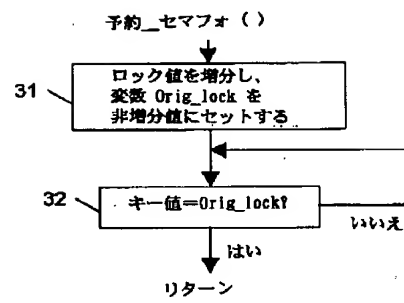 予約_セマフォ()
31
ロック値を増分し、
変数 Orig_lock を
非増分値にセットする
32
キー値=Orig_lock?
いいえ
はい
リターン